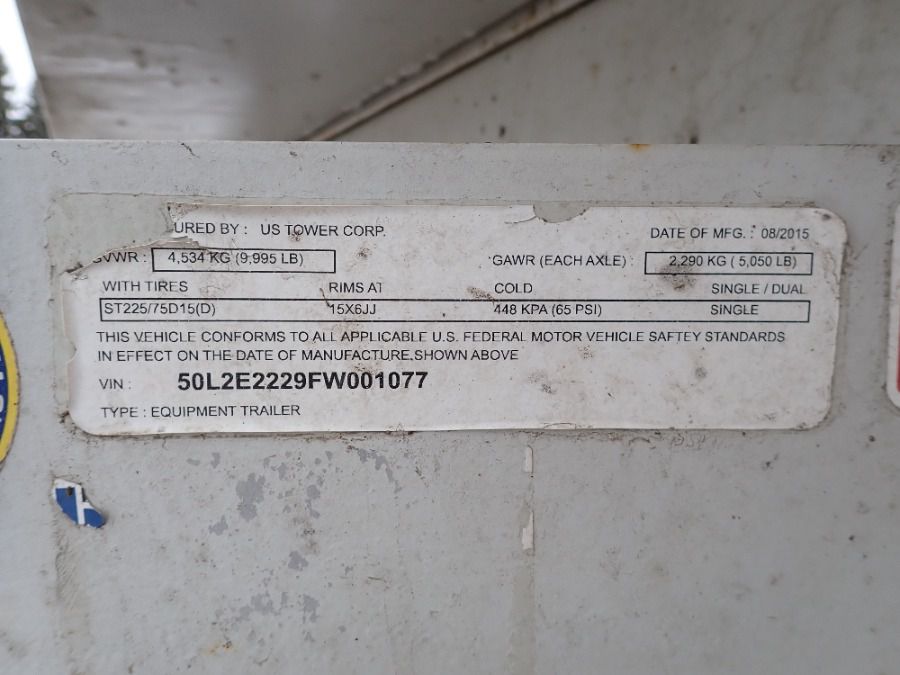 URED BY : US TOWER CORP. DATE OF MFG. : 08/2015
GVWR : 4,534 KG (9,995 LB) GAWR (EACH AXLE) : 2,290 KG ( 5,050 LB)
WITH TIRES RIMS AT COLD SINGLE / DUAL
ST225/75D15(D) 15X6JJ 448 KPA (65 PSI) SINGLE
THIS VEHICLE CONFORMS TO ALL APPLICABLE U.S. FEDERAL MOTOR VEHICLE SAFTEY STANDARDS
IN EFFECT ON THE DATE OF MANUFACTURE,SHOWN ABOVE
VIN : 50L2E2229FW001077
TYPE : EQUIPMENT TRAILER